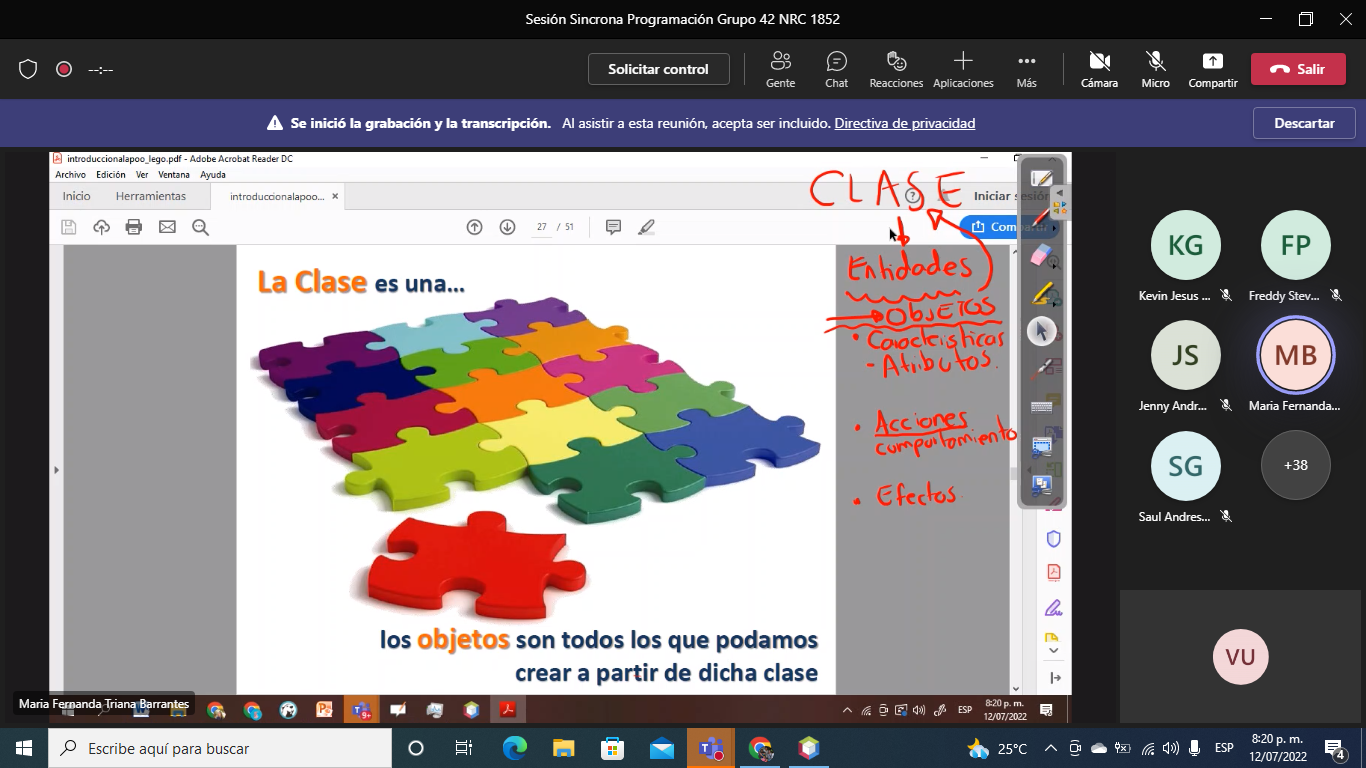 Sesión Sincrona Programación Grupo 42 NRC 1852
--:--
Solicitar control
Gente
Chat
Reacciones
Aplicaciones
Más
Cámara
Micro
Compartir
Salir
Se inició la grabación y la transcripción. Al asistir a esta reunión, acepta ser incluido. Directiva de privacidad
Descartar
introduccionalapoo_lego.pdf - Adobe Acrobat Reader DC
Archivo Edición Ver Ventana Ayuda
Inicio
Herramientas
introduccionalapoo...
Iniciar sesión
27 / 51
Compartir
CLASE
Entidades
OBJETOS
• Características
- Atributos.
• Acciones
comportamiento
• Efectos
La Clase es una...
los objetos son todos los que podamos
crear a partir de dicha clase
KG
Kevin Jesus ...
FP
Freddy Stev...
JS
Jenny Andr...
MB
Maria Fernanda...
SG
Saul Andres...
+38
VU
Maria Fernanda Triana Barrantes
9+
ESP
8:20 p. m.
12/07/2022
Escribe aquí para buscar
25°C
ESP
8:20 p. m.
12/07/2022
4